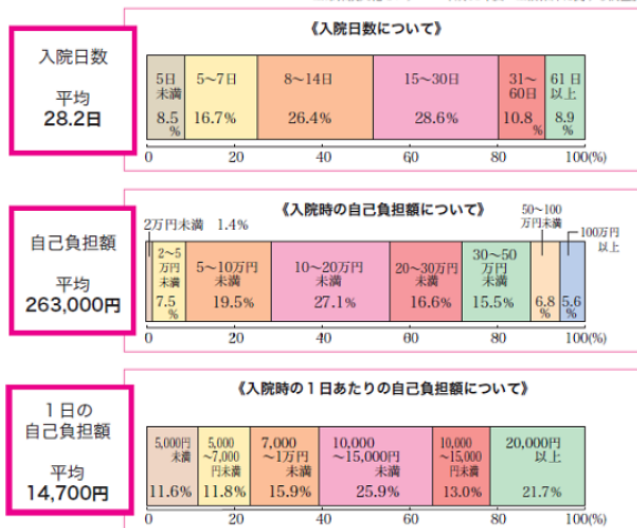 《入院日数について》
入院日数
平均
28.2日
5日
未満
8.5
%
5～7日
16.7%
8～14日
26.4%
15～30日
28.6%
31～
60日
10.8
%
61日
以上
8.9
%
0 20 40 60 80 100(%)
《入院時の自己負担額について》
自己負担額
平均
263,000円
2万円未満 1.4%
2～5
万円
未満
7.5
%
5～10万円
未満
19.5%
10～20万円
未満
27.1%
20～30万円
未満
16.6%
30～50
万円
未満
15.5%
50～100
万円未満
6.8
%
100万円
以上
5.6
%
0 20 40 60 80 100(%)
《入院時の1日あたりの自己負担額について》
1日の
自己負担額
平均
14,700円
5,000円
未満
11.6%
5,000
～7,000
円未満
11.8%
7,000
～1万円
未満
15.9%
10,000
～15,000円
未満
25.9%
10,000
～15,000
円未満
13.0%
20,000円
以上
21.7%
0 20 40 60 80 100(%)